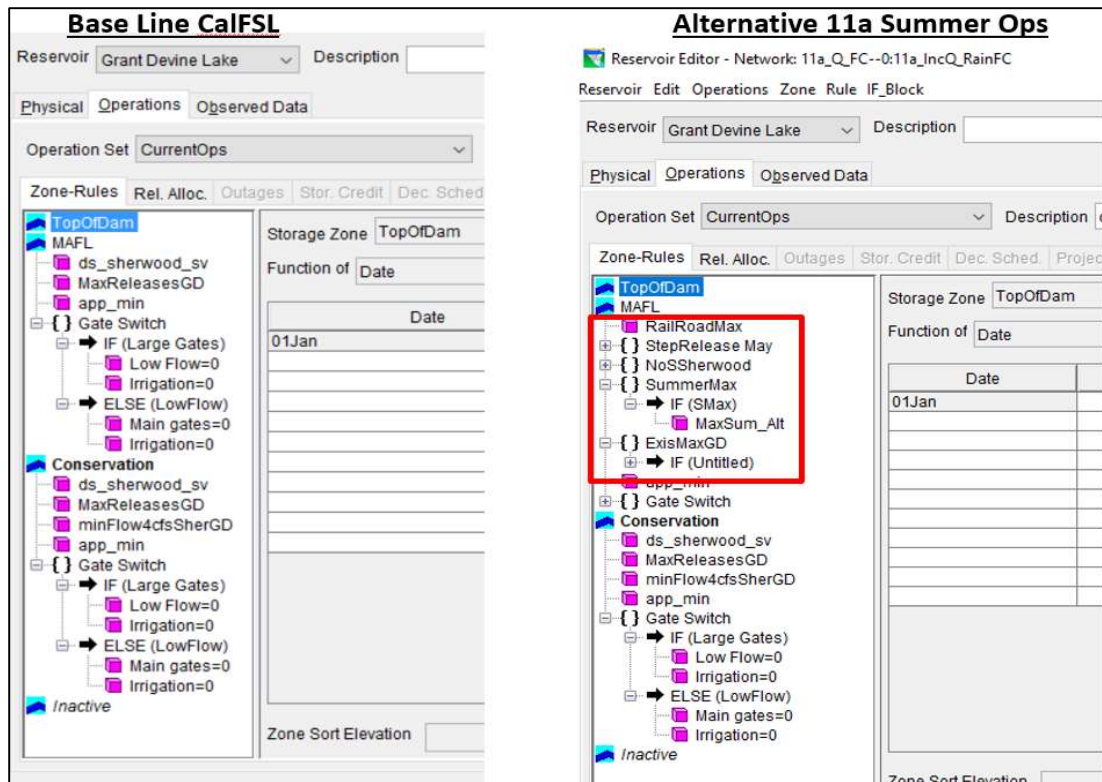 Base Line CalFSL
Reservoir Grant Devine Lake Description
Physical Operations Observed Data
Operation Set CurrentOps
Zone-Rules Rel. Alloc. Outages Stor. Credit Dec. Sched
TopOfDam
MAFL
ds_sherwood_sv
MaxReleasesGD
app_min
{ } Gate Switch
IF (Large Gates)
Low Flow=0
Irrigation=0
ELSE (LowFlow)
Main gates=0
Irrigation=0
Conservation
ds_sherwood_sv
MaxReleasesGD
minFlow4cfsSherGD
app_min
{ } Gate Switch
IF (Large Gates)
Low Flow=0
Irrigation=0
ELSE (LowFlow)
Main gates=0
Irrigation=0
Inactive
Storage Zone TopOfDam
Function of Date
Date
01Jan
Zone Sort Elevation
Alternative 11a Summer Ops
Reservoir Editor - Network: 11a_Q_FC--0:11a_IncQ_RainFC
Reservoir Edit Operations Zone Rule IF_Block
Reservoir Grant Devine Lake Description
Physical Operations Observed Data
Operation Set CurrentOps Description
Zone-Rules Rel. Alloc. Outages Stor. Credit Dec. Sched. Projec
TopOfDam
MAFL
RailRoadMax
{ } StepRelease May
{ } NoSSherwood
{ } SummerMax
IF (SMax)
MaxSum_Alt
{ } ExisMaxGD
IF (Untitled)
app_min
{ } Gate Switch
Conservation
ds_sherwood_sv
MaxReleasesGD
minFlow4cfsSherGD
app_min
{ } Gate Switch
IF (Large Gates)
Low Flow=0
Irrigation=0
ELSE (LowFlow)
Main gates=0
Irrigation=0
Inactive
Storage Zone TopOfDam
Function of Date
Date
01Jan
Zone Sort Elevation